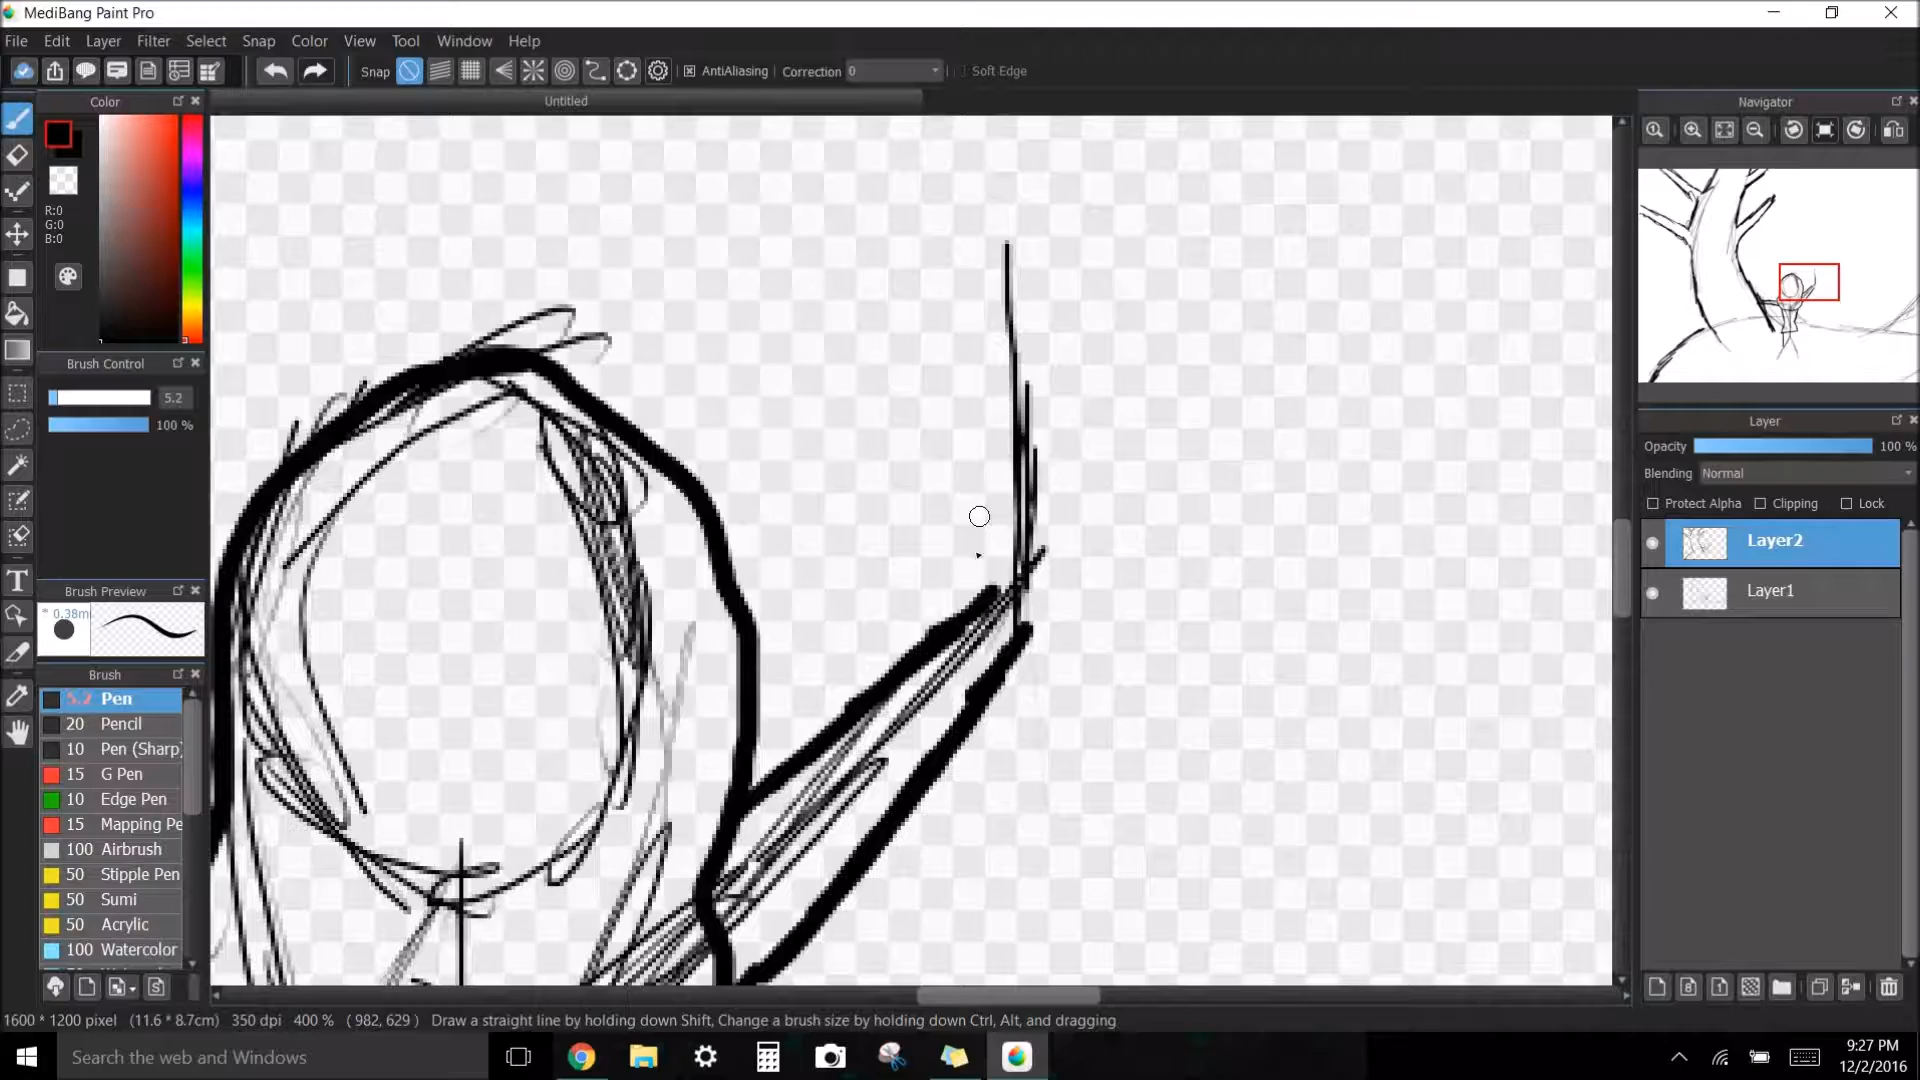 MediBang Paint Pro
File Edit Layer Filter Select Snap Color View Tool Window Help
Snap AntiAliasing Correction 0 Soft Edge
Color
Untitled
Navigator
R:0
G:0
B:0
Brush Control
5.2
100 %
Layer
Opacity 100 %
Blending Normal
Protect Alpha Clipping Lock
Layer2
Layer1
Brush Preview
* 0.38m
Brush
5.2 Pen
20 Pencil
10 Pen (Sharp)
15 G Pen
10 Edge Pen
15 Mapping Pe
100 Airbrush
50 Stipple Pen
50 Sumi
50 Acrylic
100 Watercolor
1600 * 1200 pixel (11.6 * 8.7cm) 350 dpi 400 % ( 982, 629 ) Draw a straight line by holding down Shift, Change a brush size by holding down Ctrl, Alt, and dragging
Search the web and Windows
9:27 PM
12/2/2016